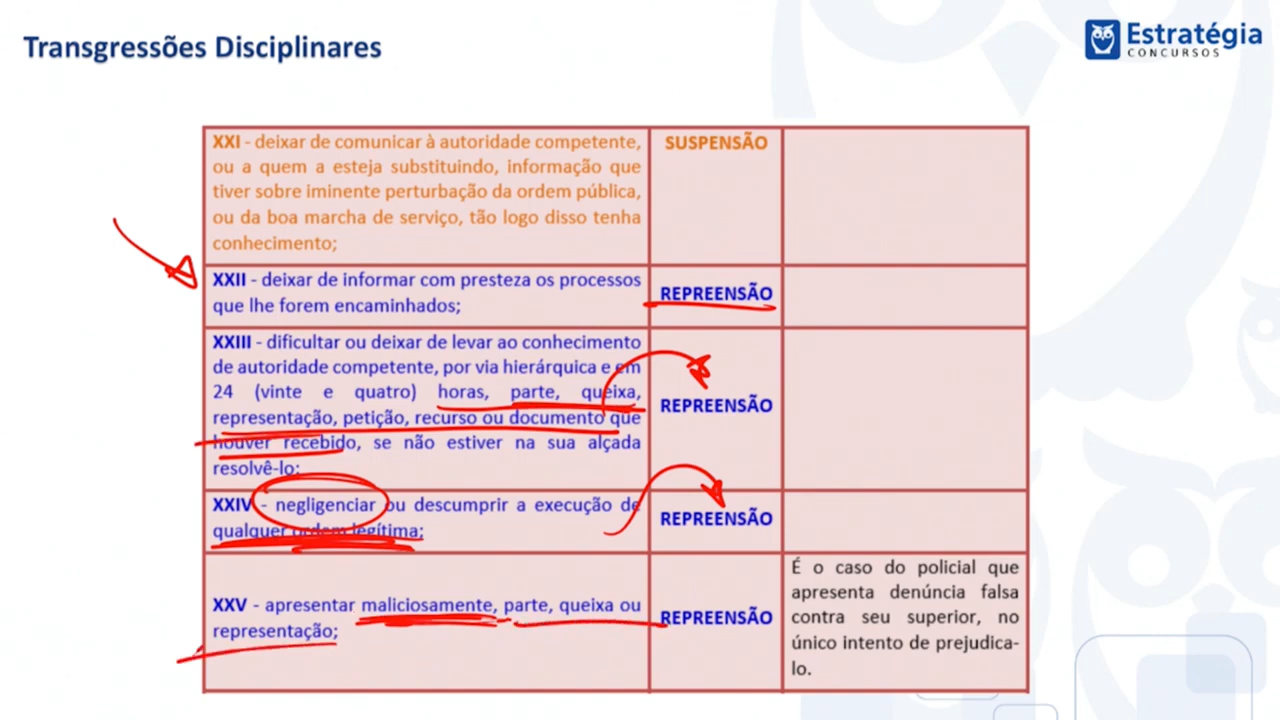 Transgressões Disciplinares
Estratégia
CONCURSOS
XXI - deixar de comunicar à autoridade competente,
ou a quem a esteja substituindo, informação que
tiver sobre iminente perturbação da ordem pública,
ou da boa marcha de serviço, tão logo disso tenha
conhecimento;
SUSPENSÃO
XXII - deixar de informar com presteza os processos
que lhe forem encaminhados;
REPREENSÃO
XXIII - dificultar ou deixar de levar ao conhecimento
de autoridade competente, por via hierárquica e em
24 (vinte e quatro) horas, parte, queixa,
representação, petição, recurso ou documento que
houver recebido, se não estiver na sua alçada
resolvê-lo;
REPREENSÃO
XXIV - negligenciar ou descumprir a execução de
qualquer ordem legítima;
REPREENSÃO
XXV - apresentar maliciosamente, parte, queixa ou
representação;
REPREENSÃO
É o caso do policial que
apresenta denúncia falsa
contra seu superior, no
único intento de prejudica-
lo.